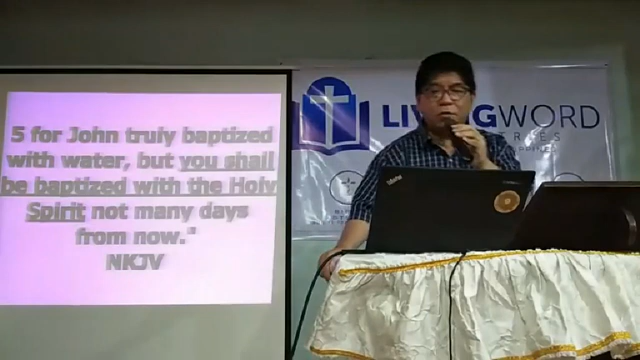 5 for John truly baptized
with water, but you shall
be baptized with the Holy
Spirit not many days
from now."
NKJV
LIVINGWORD